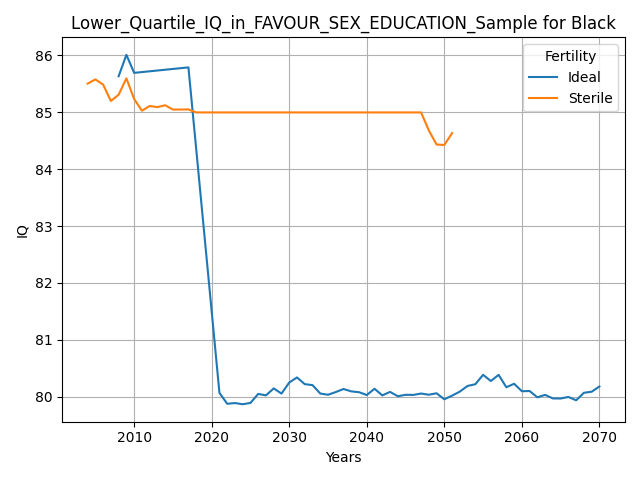 Lower_Quartile_IQ_in_FAVOUR_SEX_EDUCATION_Sample for Black
Fertility
Ideal
Sterile
86
85
84
83
82
81
80
IQ
2010
2020
2030
2040
2050
2060
2070
Years